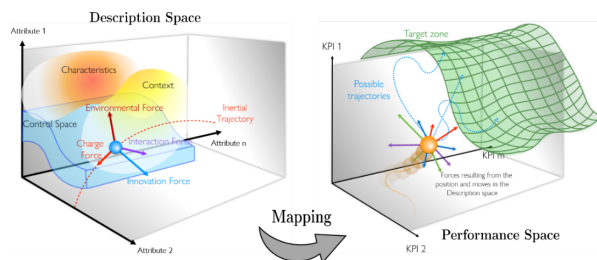 Description Space
Attribute 1
Characteristics
Context
Environmental Force
Inertial
Trajectory
Control Space
Charge
Force
Interaction Force
Attribute n
Innovation Force
Attribute 2
Mapping
Target zone
KPI 1
Possible
trajectories
KPI m
Forces resulting from the
position and moves in the
Description space
KPI 2
Performance Space